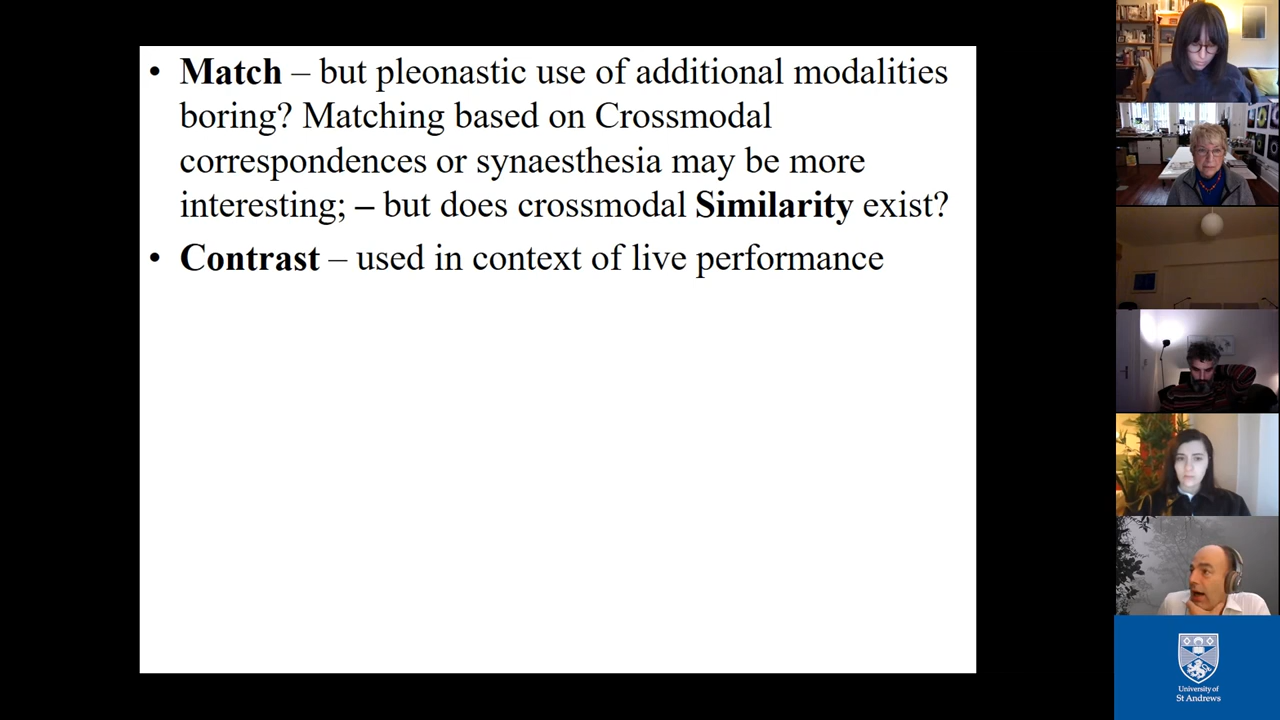 • Match – but pleonastic use of additional modalities
boring? Matching based on Crossmodal
correspondences or synaesthesia may be more
interesting; – but does crossmodal Similarity exist?
• Contrast – used in context of live performance
University of
St Andrews